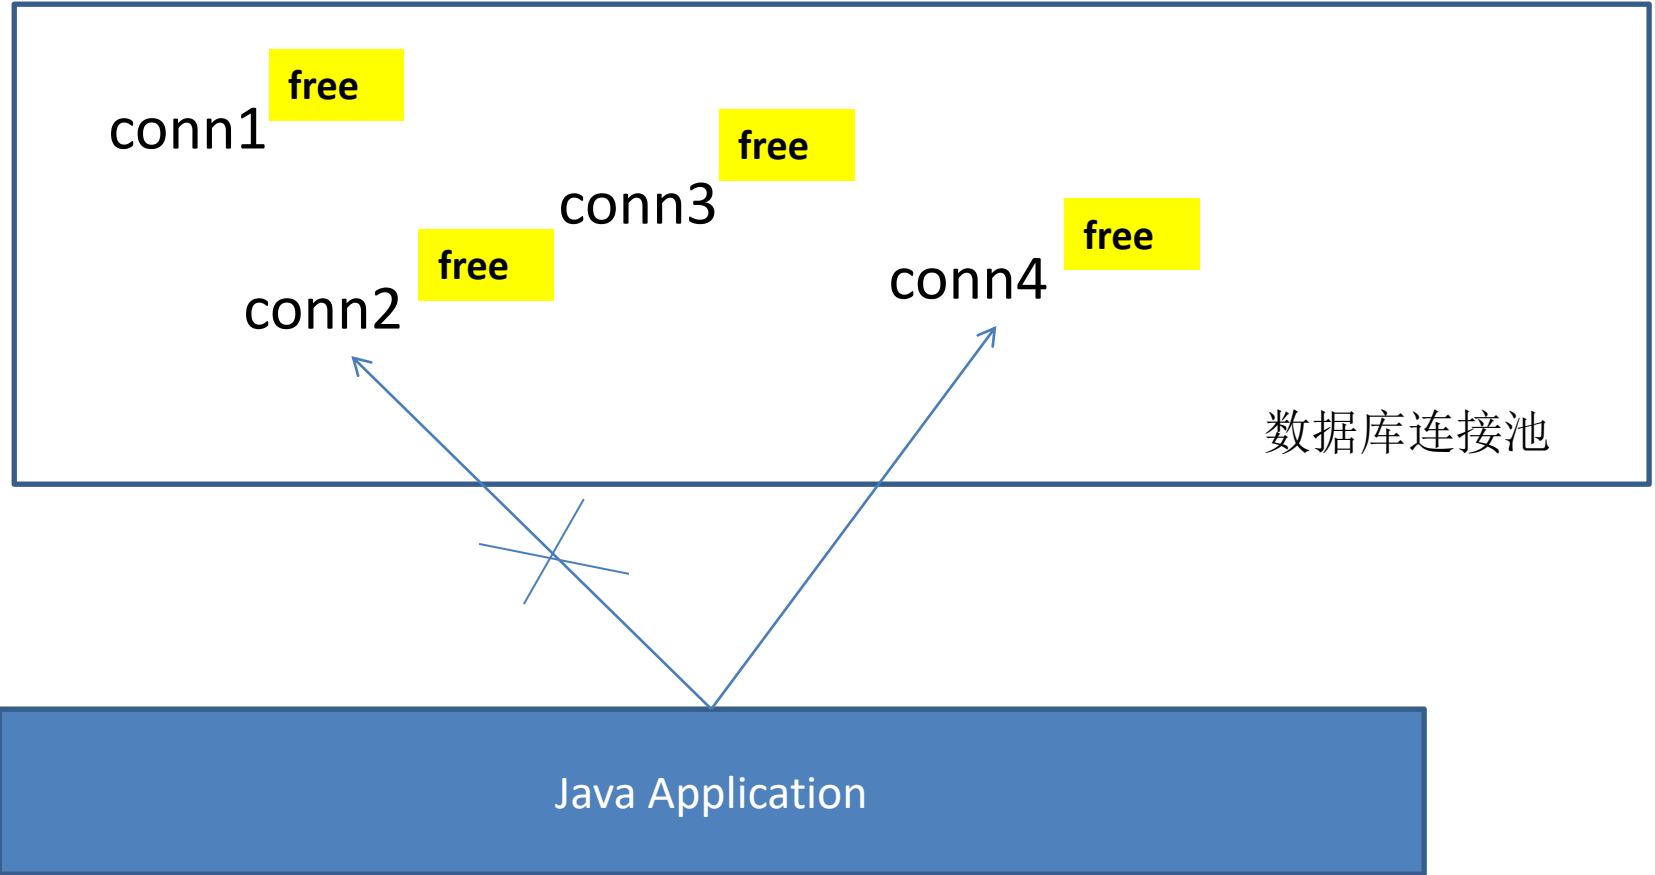 free
conn1
free
conn3
free
conn2
free
conn4
数据库连接池
Java Application